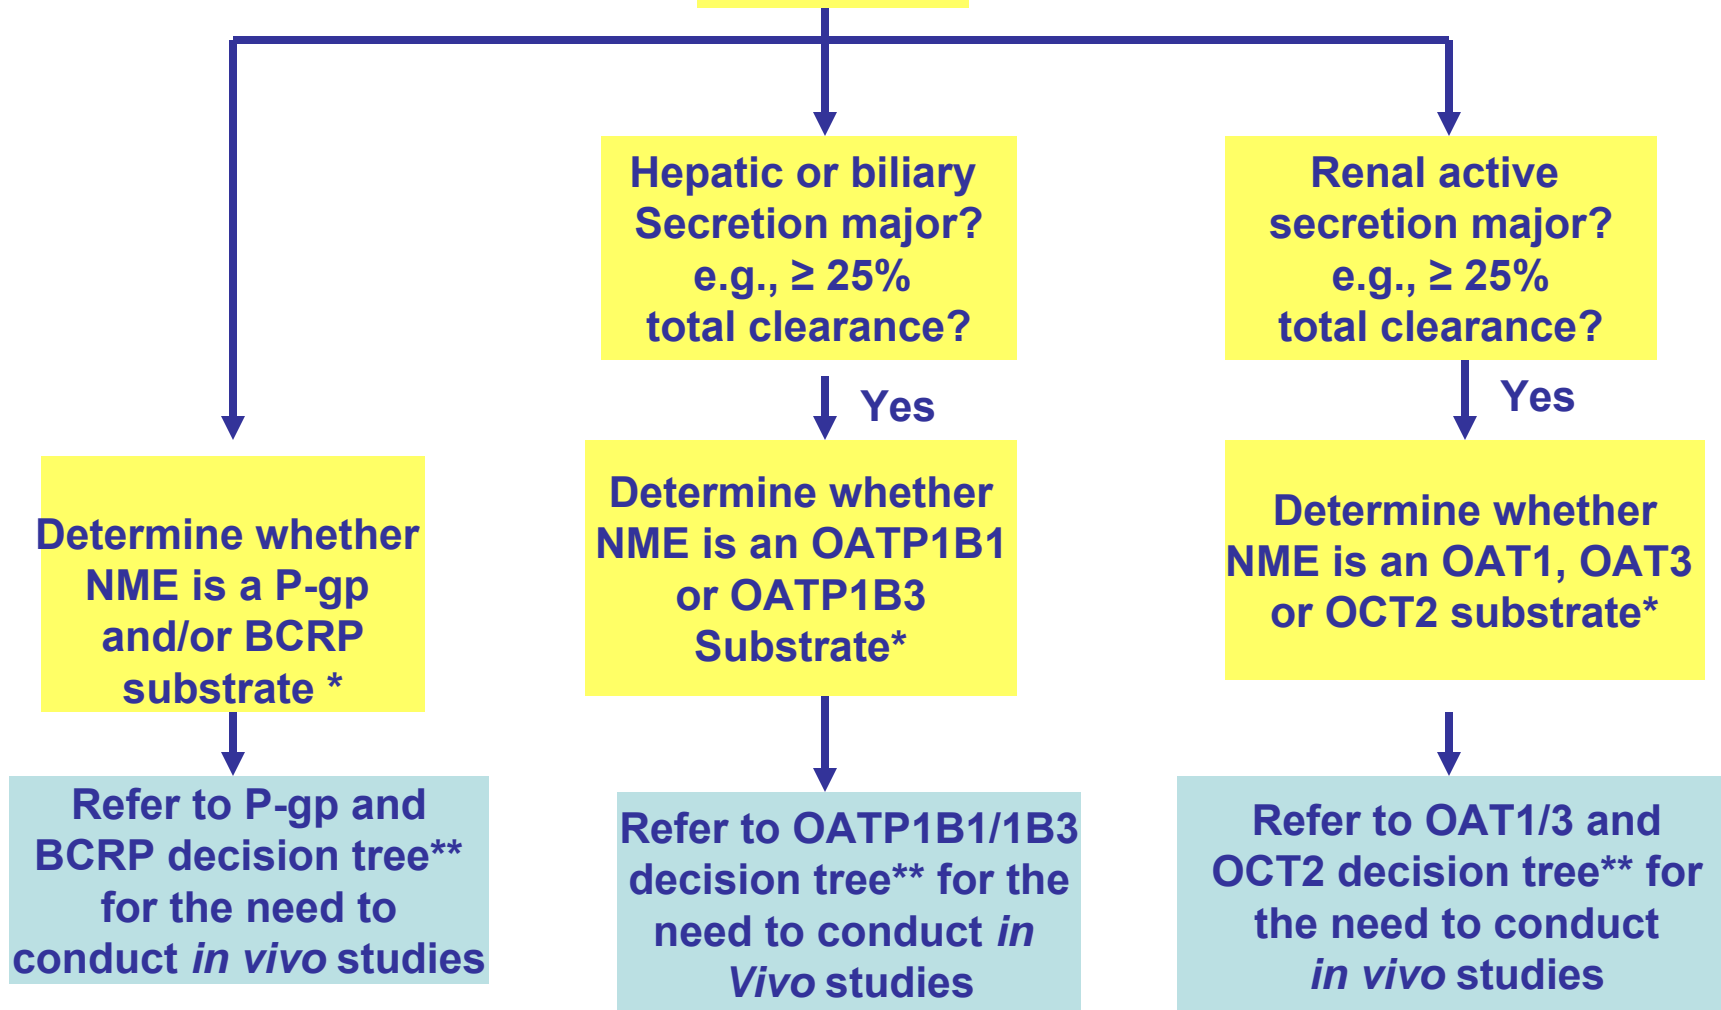 Hepatic or biliary
Secretion major?
e.g., ≥ 25%
total clearance?
Renal active
secretion major?
e.g., ≥ 25%
total clearance?
Yes
Yes
Determine whether
NME is a P-gp
and/or BCRP
substrate *
Determine whether
NME is an OATP1B1
or OATP1B3
Substrate*
Determine whether
NME is an OAT1, OAT3
or OCT2 substrate*
Refer to P-gp and
BCRP decision tree**
for the need to
conduct in vivo studies
Refer to OATP1B1/1B3
decision tree** for the
need to conduct in
Vivo studies
Refer to OAT1/3 and
OCT2 decision tree** for
the need to conduct
in vivo studies